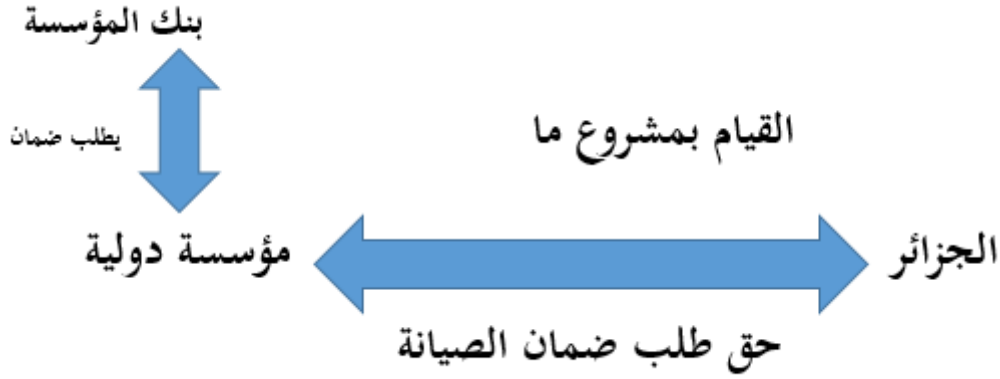 بنك المؤسسة
القيام بمشروع ما
يطلب ضمان
الجزائر
مؤسسة دولية
حق طلب ضمان الصيانة